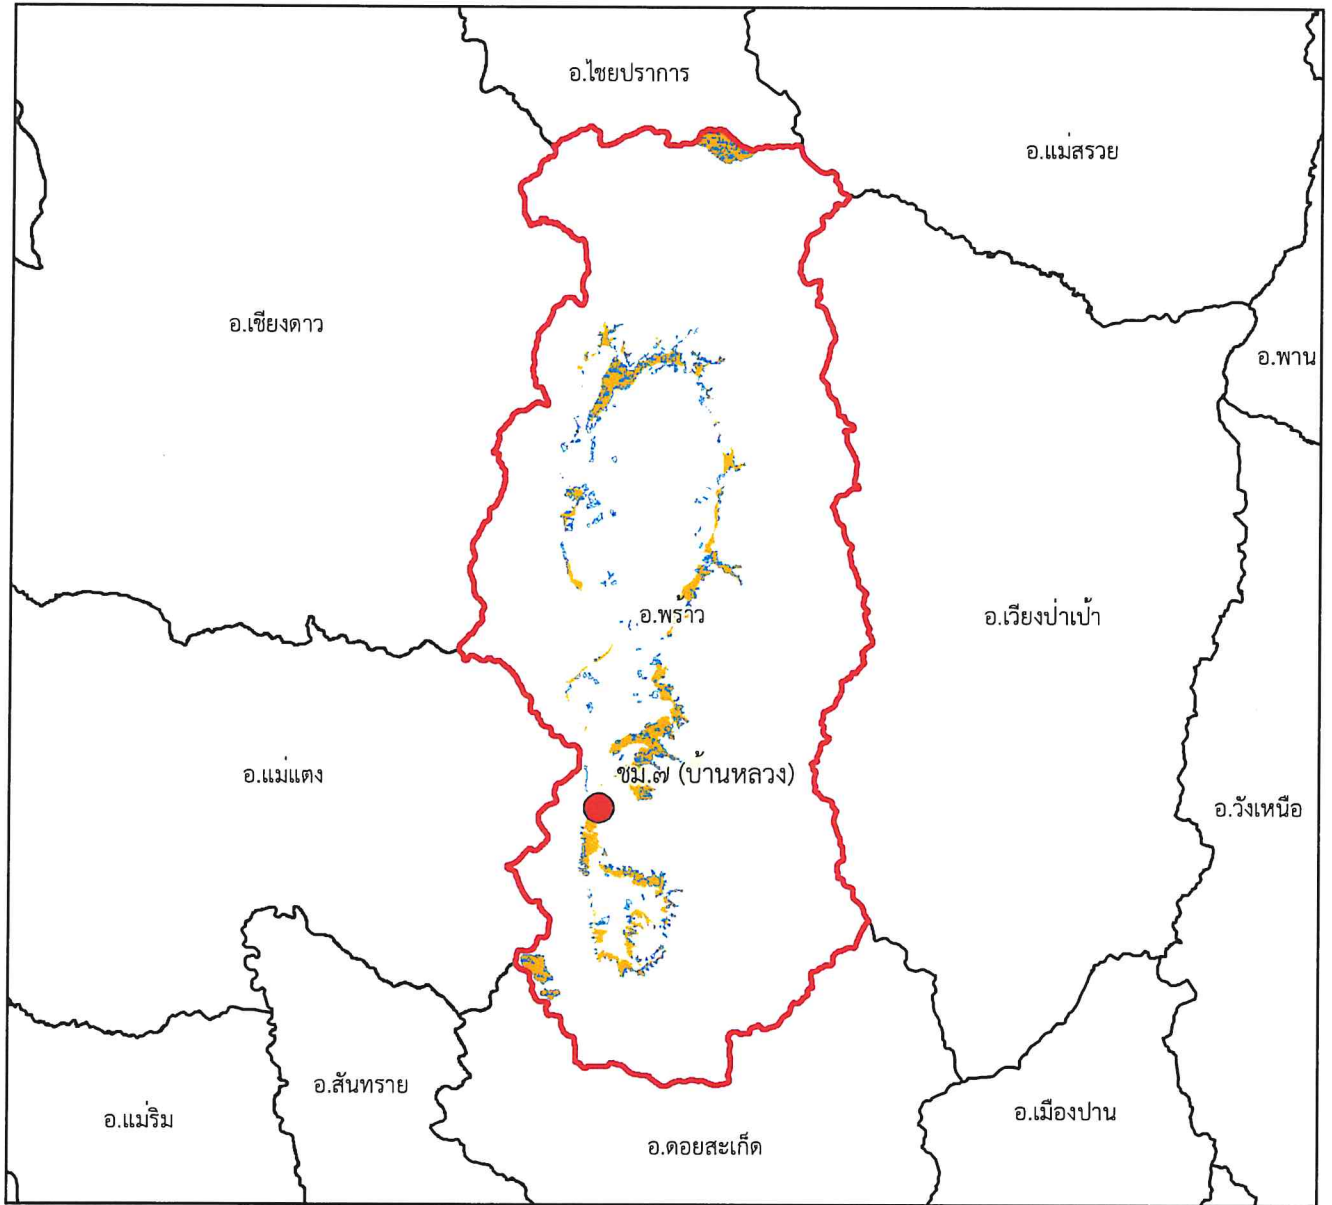 อ.ไชยปราการ
อ.แม่สรวย
อ.เชียงดาว
อ.พาน
อ.พร้าว
อ.เวียงป่าเป้า
อ.แม่แตง
ชม.๗ (บ้านหลวง)
อ.วังเหนือ
อ.สันทราย
อ.แม่ริม
อ.เมืองปาน
อ.ดอยสะเก็ด